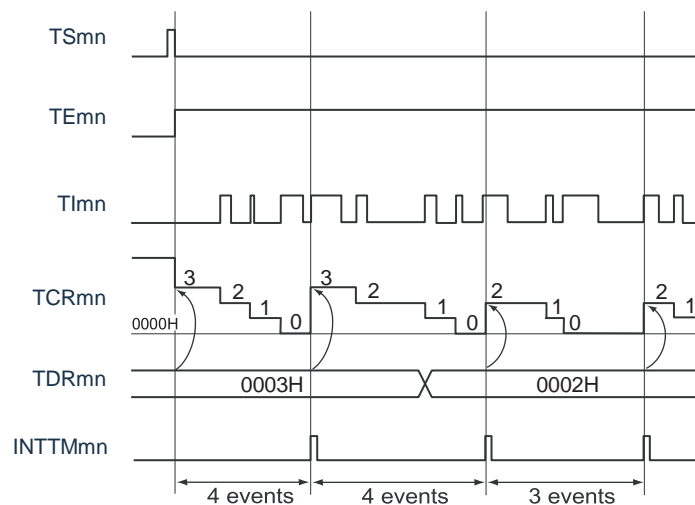 TSmn
TEmn
TImn
TCRmn
3
2
1
0
3
2
1
0
2
1
0
2
1
0000H
TDRmn
0003H
0002H
INTTMmn
4 events
4 events
3 events